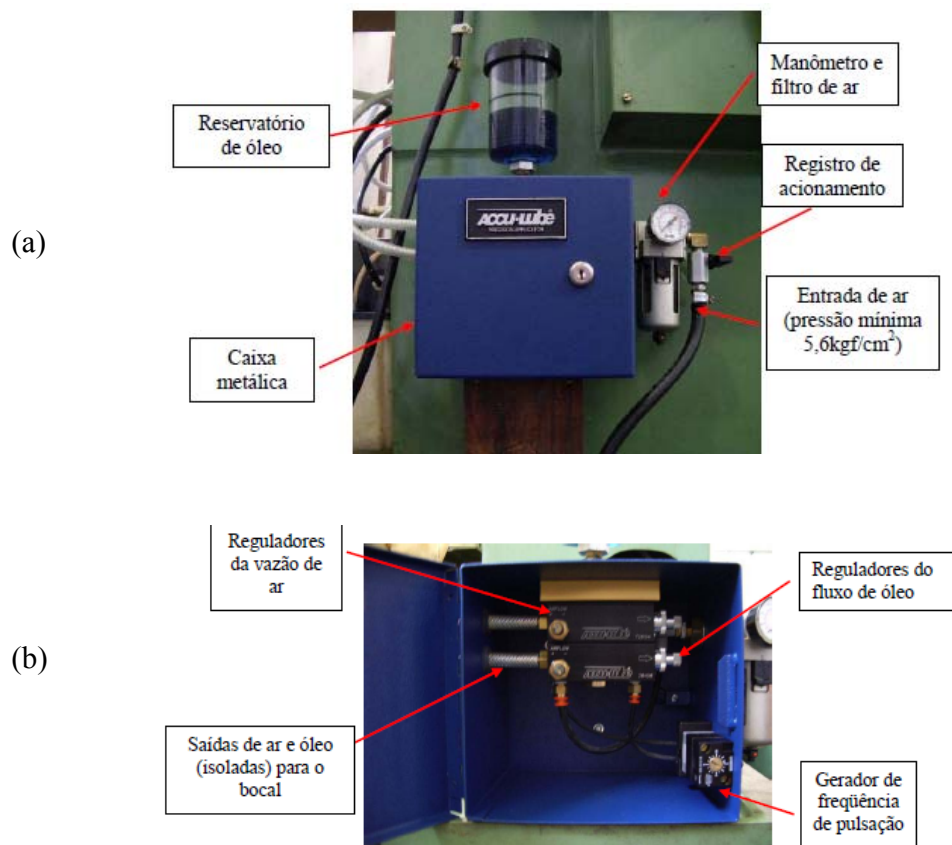 (a)
Reservatório
de óleo
Manômetro e
filtro de ar
Registro de
acionamento
Entrada de ar
(pressão mínima
5,6kgf/cm²)
Caixa
metálica
ACCU-Lube
(b)
Reguladores
da vazão de
ar
Reguladores do
fluxo de óleo
Saídas de ar e óleo
(isoladas) para o
bocal
Gerador de
freqüência
de pulsação